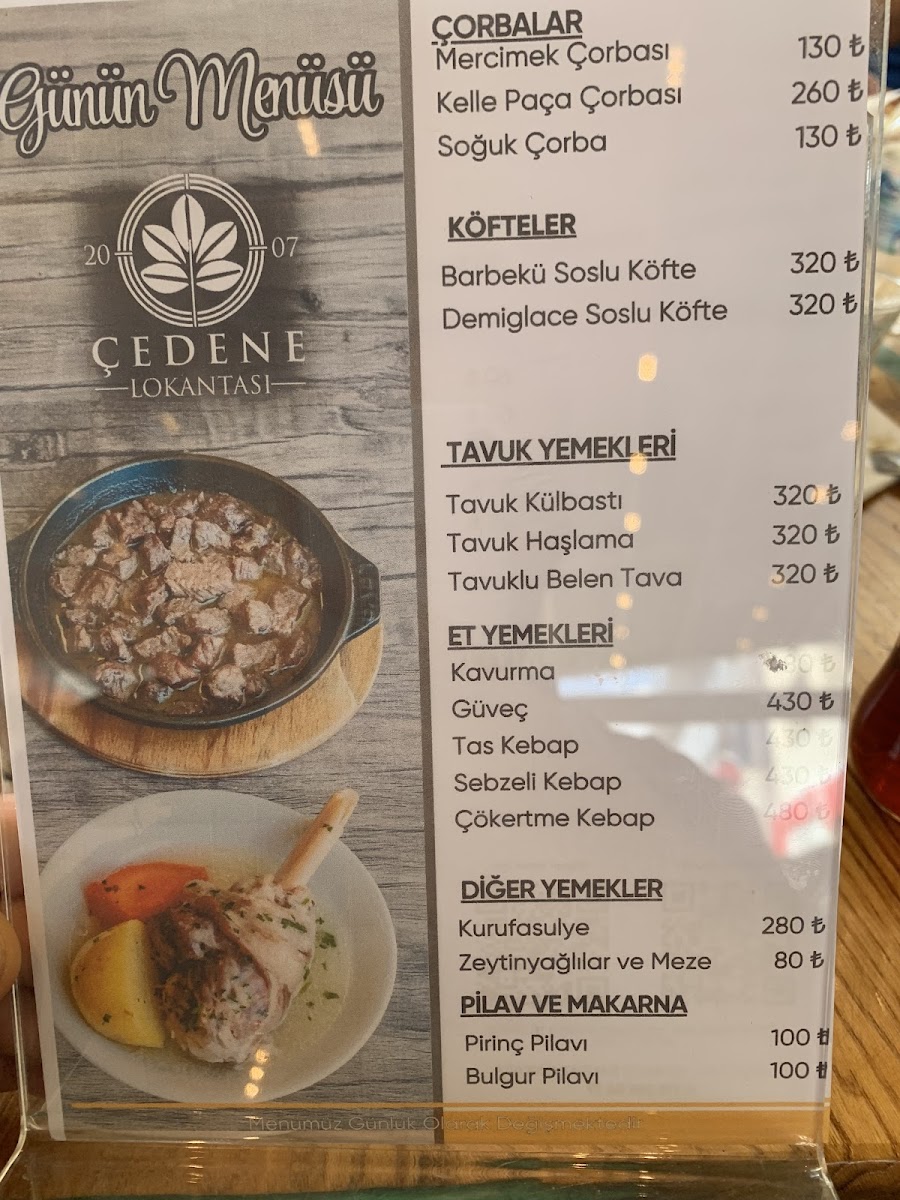 Günün Menüsü
2007
ÇEDENE
LOKANTASI
ÇORBALAR
Mercimek Çorbası 130 ₺
Kelle Paça Çorbası 260 ₺
Soğuk Çorba 130 ₺
KÖFTELER
Barbekü Soslu Köfte 320 ₺
Demiglace Soslu Köfte 320 ₺
TAVUK YEMEKLERİ
Tavuk Külbastı 320 ₺
Tavuk Haşlama 320 ₺
Tavuklu Belen Tava 320 ₺
ET YEMEKLERİ
Kavurma
Güveç 430 ₺
Tas Kebap 430 ₺
Sebzeli Kebap 430 ₺
Çökertme Kebap 480 ₺
DİĞER YEMEKLER
Kurufasulye 280 ₺
Zeytinyağlılar ve Meze 80 ₺
PİLAV VE MAKARNA
Pirinç Pilavı 100 ₺
Bulgur Pilavı 100 ₺
Menümüz Günlük Olarak Değişmektedir